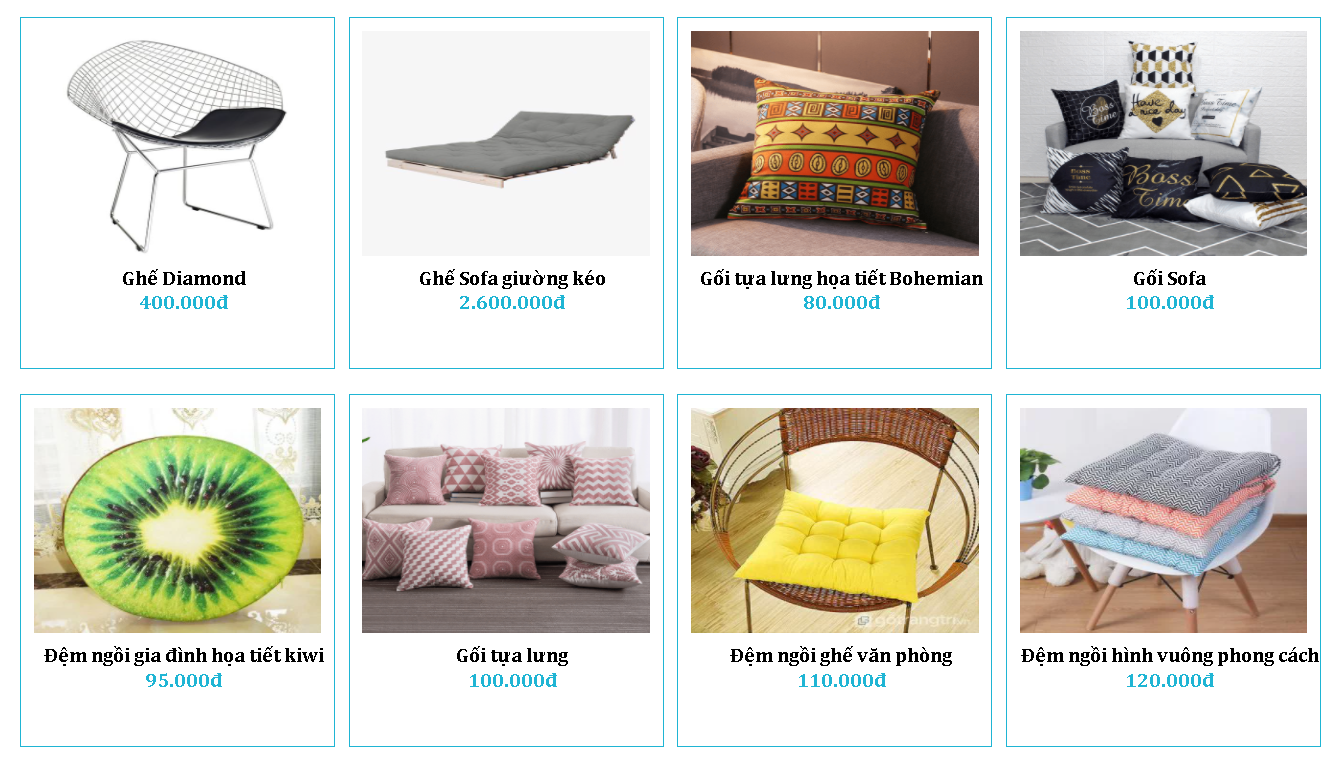 Boss
Time
Have
a nice day
Time
Boss
Time
Boss
Time
Ghế Diamond
400.000đ
Ghế Sofa giường kéo
2.600.000đ
Gối tựa lưng họa tiết Bohemian
80.000đ
Gối Sofa
100.000đ
gotrangtri.vn
Đệm ngồi gia đình họa tiết kiwi
95.000đ
Gối tựa lưng
100.000đ
Đệm ngồi ghế văn phòng
110.000đ
Đệm ngồi hình vuông phong cách
120.000đ